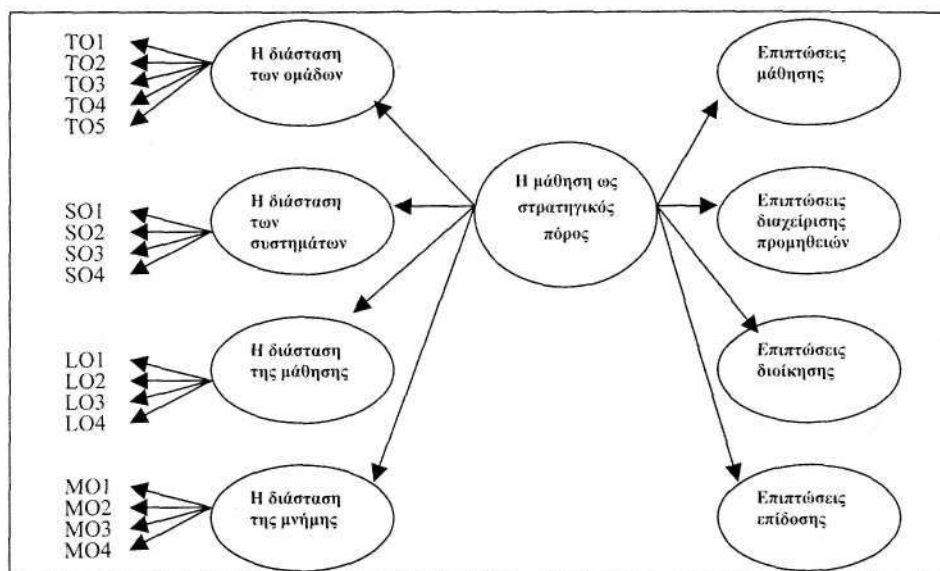 TO1
TO2
TO3
TO4
TO5
Η διάσταση
των ομάδων
SO1
SO2
SO3
SO4
Η διάσταση
των
συστημάτων
LO1
LO2
LO3
LO4
Η διάσταση
της μάθησης
MO1
MO2
MO3
MO4
Η διάσταση
της μνήμης
Η μάθηση ως
στρατηγικός
πόρος
Επιπτώσεις
μάθησης
Επιπτώσεις
διαχείρισης
προμηθειών
Επιπτώσεις
διοίκησης
Επιπτώσεις
επίδοσης